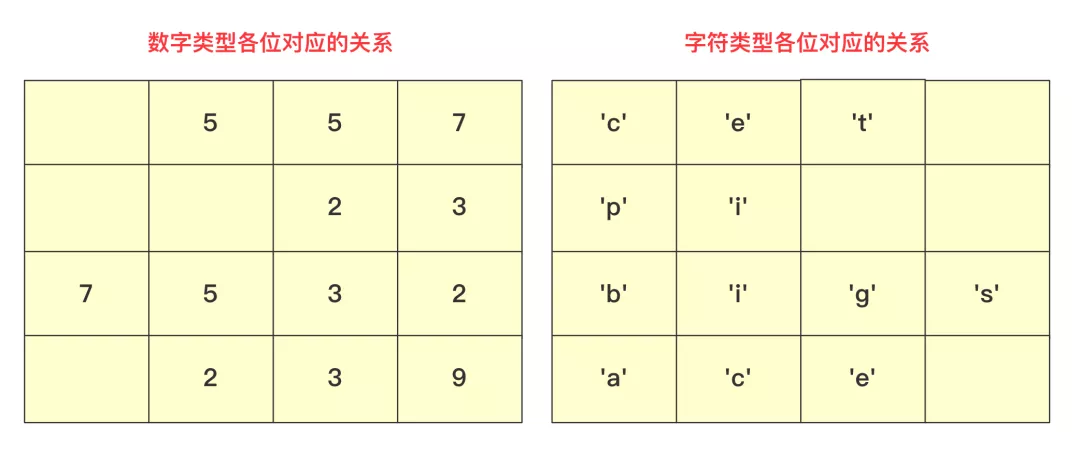 数字类型各位对应的关系
5 5 7
2 3
7 5 3 2
2 3 9
字符类型各位对应的关系
'c' 'e' 't'
'p' 'i'
'b' 'i' 'g' 's'
'a' 'c' 'e'